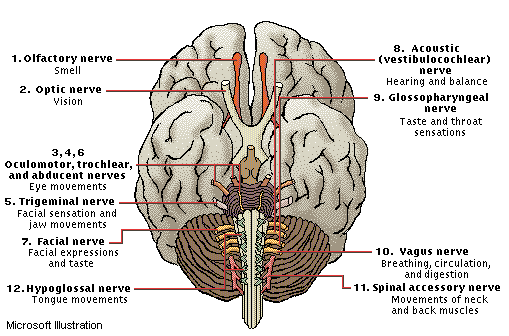 1. Olfactory nerve
Smell
2. Optic nerve
Vision
3,4,6
Oculomotor, trochlear,
and abducent nerves
Eye movements
5. Trigeminal nerve
Facial sensation and
jaw movements
7. Facial nerve
Facial expressions
and taste
12. Hypoglossal nerve
Tongue movements
8. Acoustic
(vestibulocochlear)
nerve
Hearing and balance
9. Glossopharyngeal
nerve
Taste and throat
sensations
10. Vagus nerve
Breathing, circulation,
and digestion
11. Spinal accessory nerve
Movements of neck
and back muscles
Microsoft Illustration